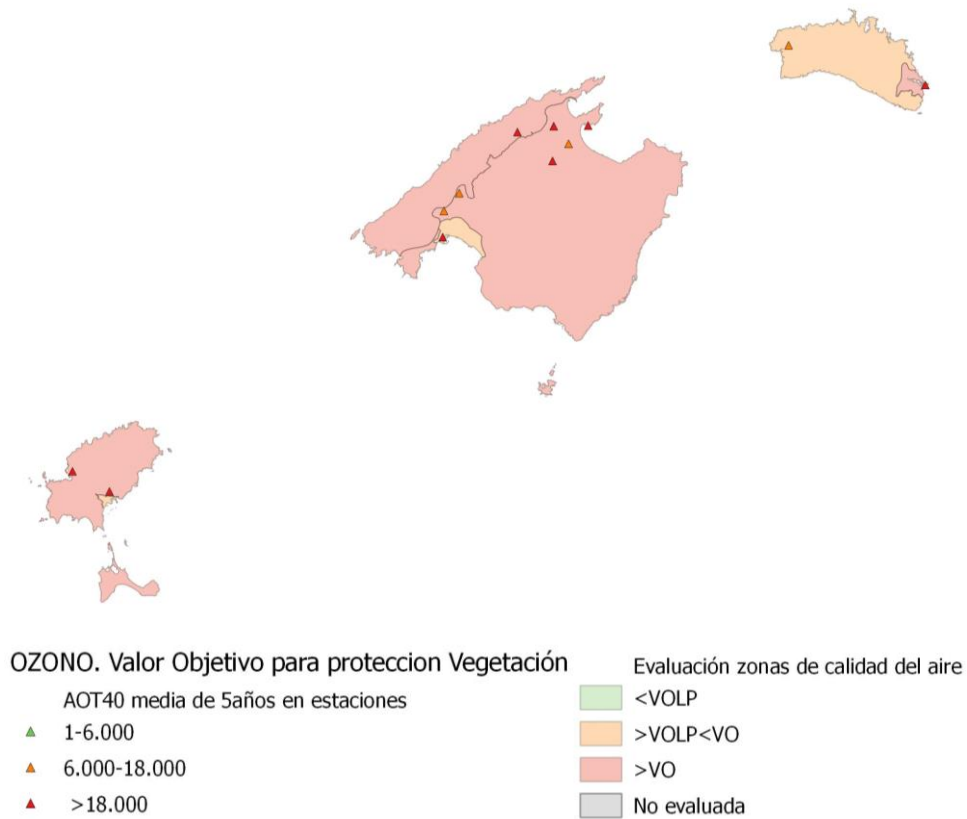 OZONO. Valor Objetivo para proteccion Vegetación
AOT40 media de 5años en estaciones
1-6.000
6.000-18.000
>18.000
Evaluación zonas de calidad del aire
<VOLP
>VOLP<VO
>VO
No evaluada